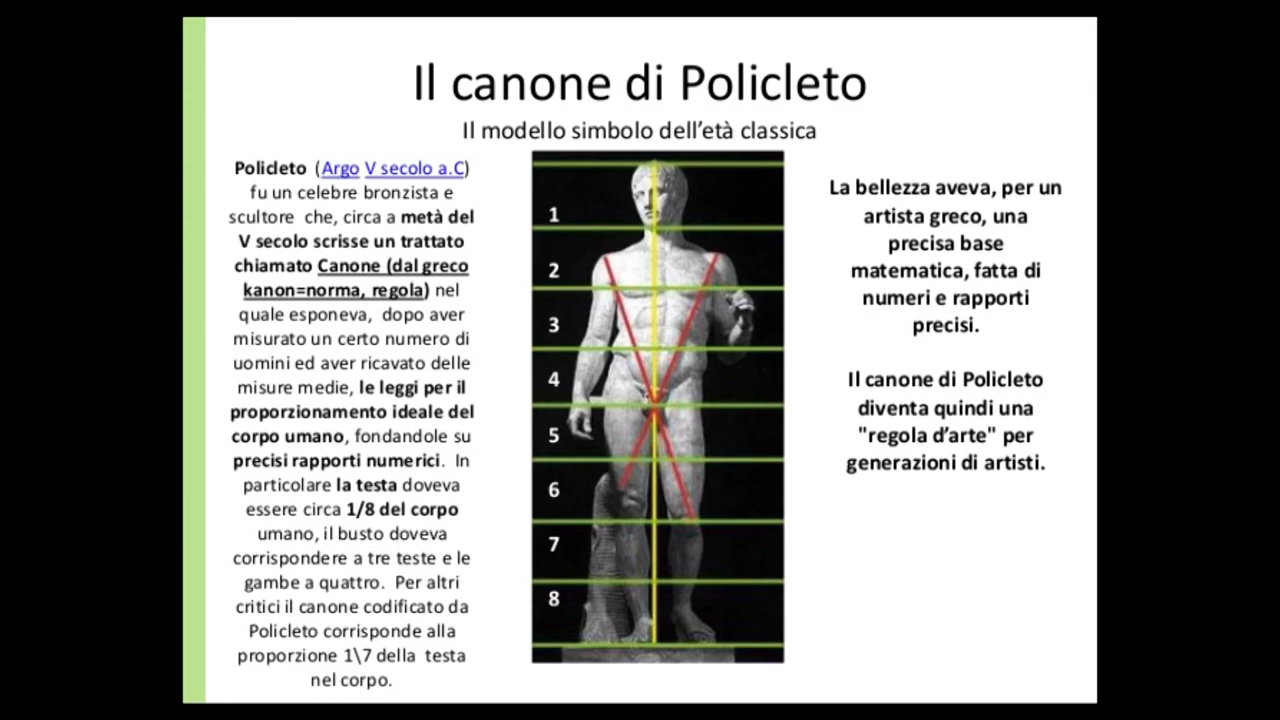 Il canone di Policleto
Il modello simbolo dell'età classica
Policleto (Argo V secolo a.C)
fu un celebre bronzista e
scultore che, circa a metà del
V secolo scrisse un trattato
chiamato Canone (dal greco
kanon=norma, regola) nel
quale esponeva, dopo aver
misurato un certo numero di
uomini ed aver ricavato delle
misure medie, le leggi per il
proporzionamento ideale del
corpo umano, fondandole su
precisi rapporti numerici. In
particolare la testa doveva
essere circa 1/8 del corpo
umano, il busto doveva
corrispondere a tre teste e le
gambe a quattro. Per altri
critici il canone codificato da
Policleto corrisponde alla
proporzione 1\7 della testa
nel corpo.
1
2
3
4
5
6
7
8
La bellezza aveva, per un
artista greco, una
precisa base
matematica, fatta di
numeri e rapporti
precisi.
Il canone di Policleto
diventa quindi una
"regola d'arte" per
generazioni di artisti.